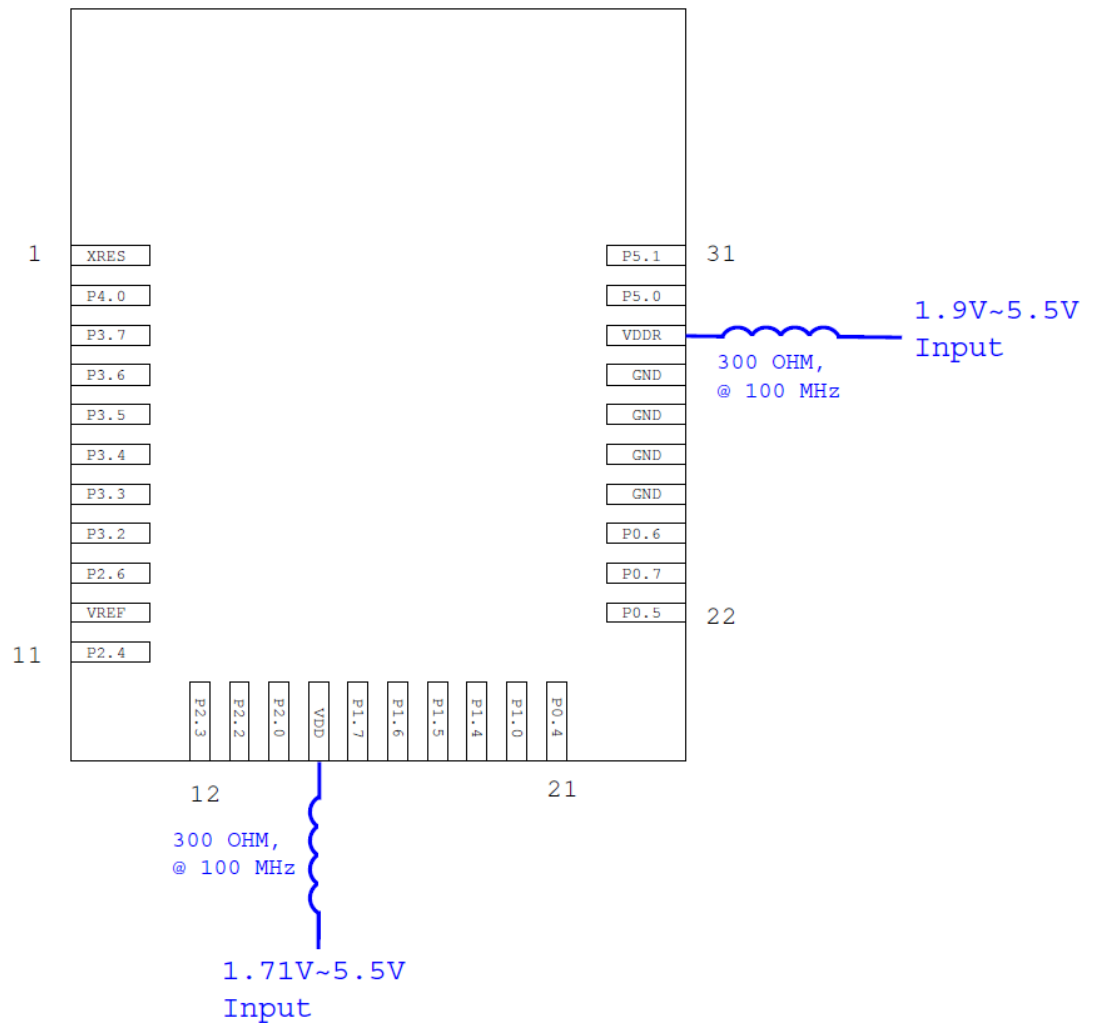 1
XRES
P4.0
P3.7
P3.6
P3.5
P3.4
P3.3
P3.2
P2.6
VREF
11
P2.4
P5.1
31
P5.0
VDDR
GND
GND
GND
GND
P0.6
P0.7
P0.5
22
1.9V~5.5V
Input
300 OHM,
@ 100 MHz
P2.3
P2.2
P2.0
VDD
P1.7
P1.6
P1.5
P1.4
P1.0
P0.4
12
21
300 OHM,
@ 100 MHz
1.71V~5.5V
Input